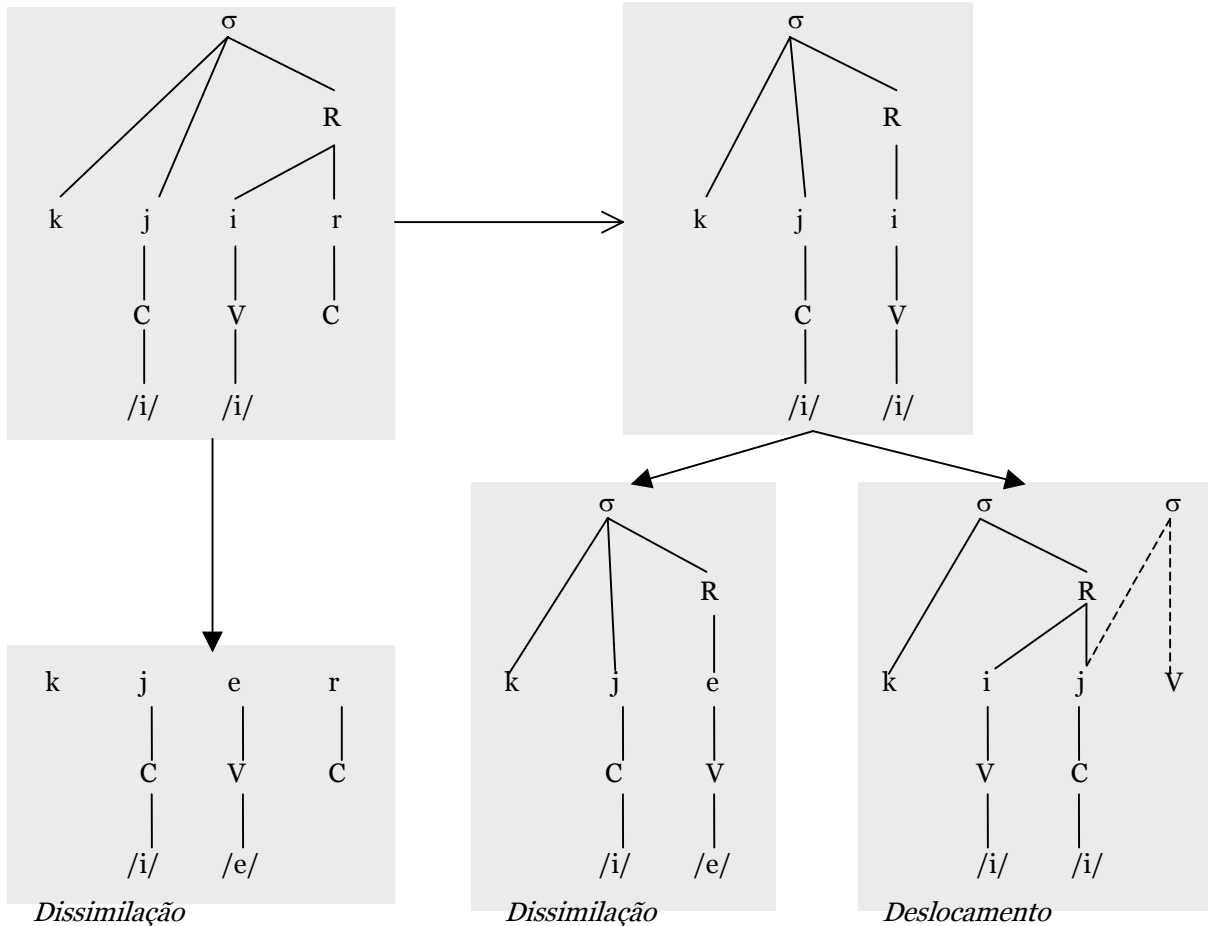 σ σ
R R
k j i r k j i
C V C C V
/i/ /i/ /i/ /i/
σ σ σ
R R
k j e r k j e k i j V
C V C C V V C
/i/ /e/ /i/ /e/ /i/ /i/
Dissimilação Dissimilação Deslocamento